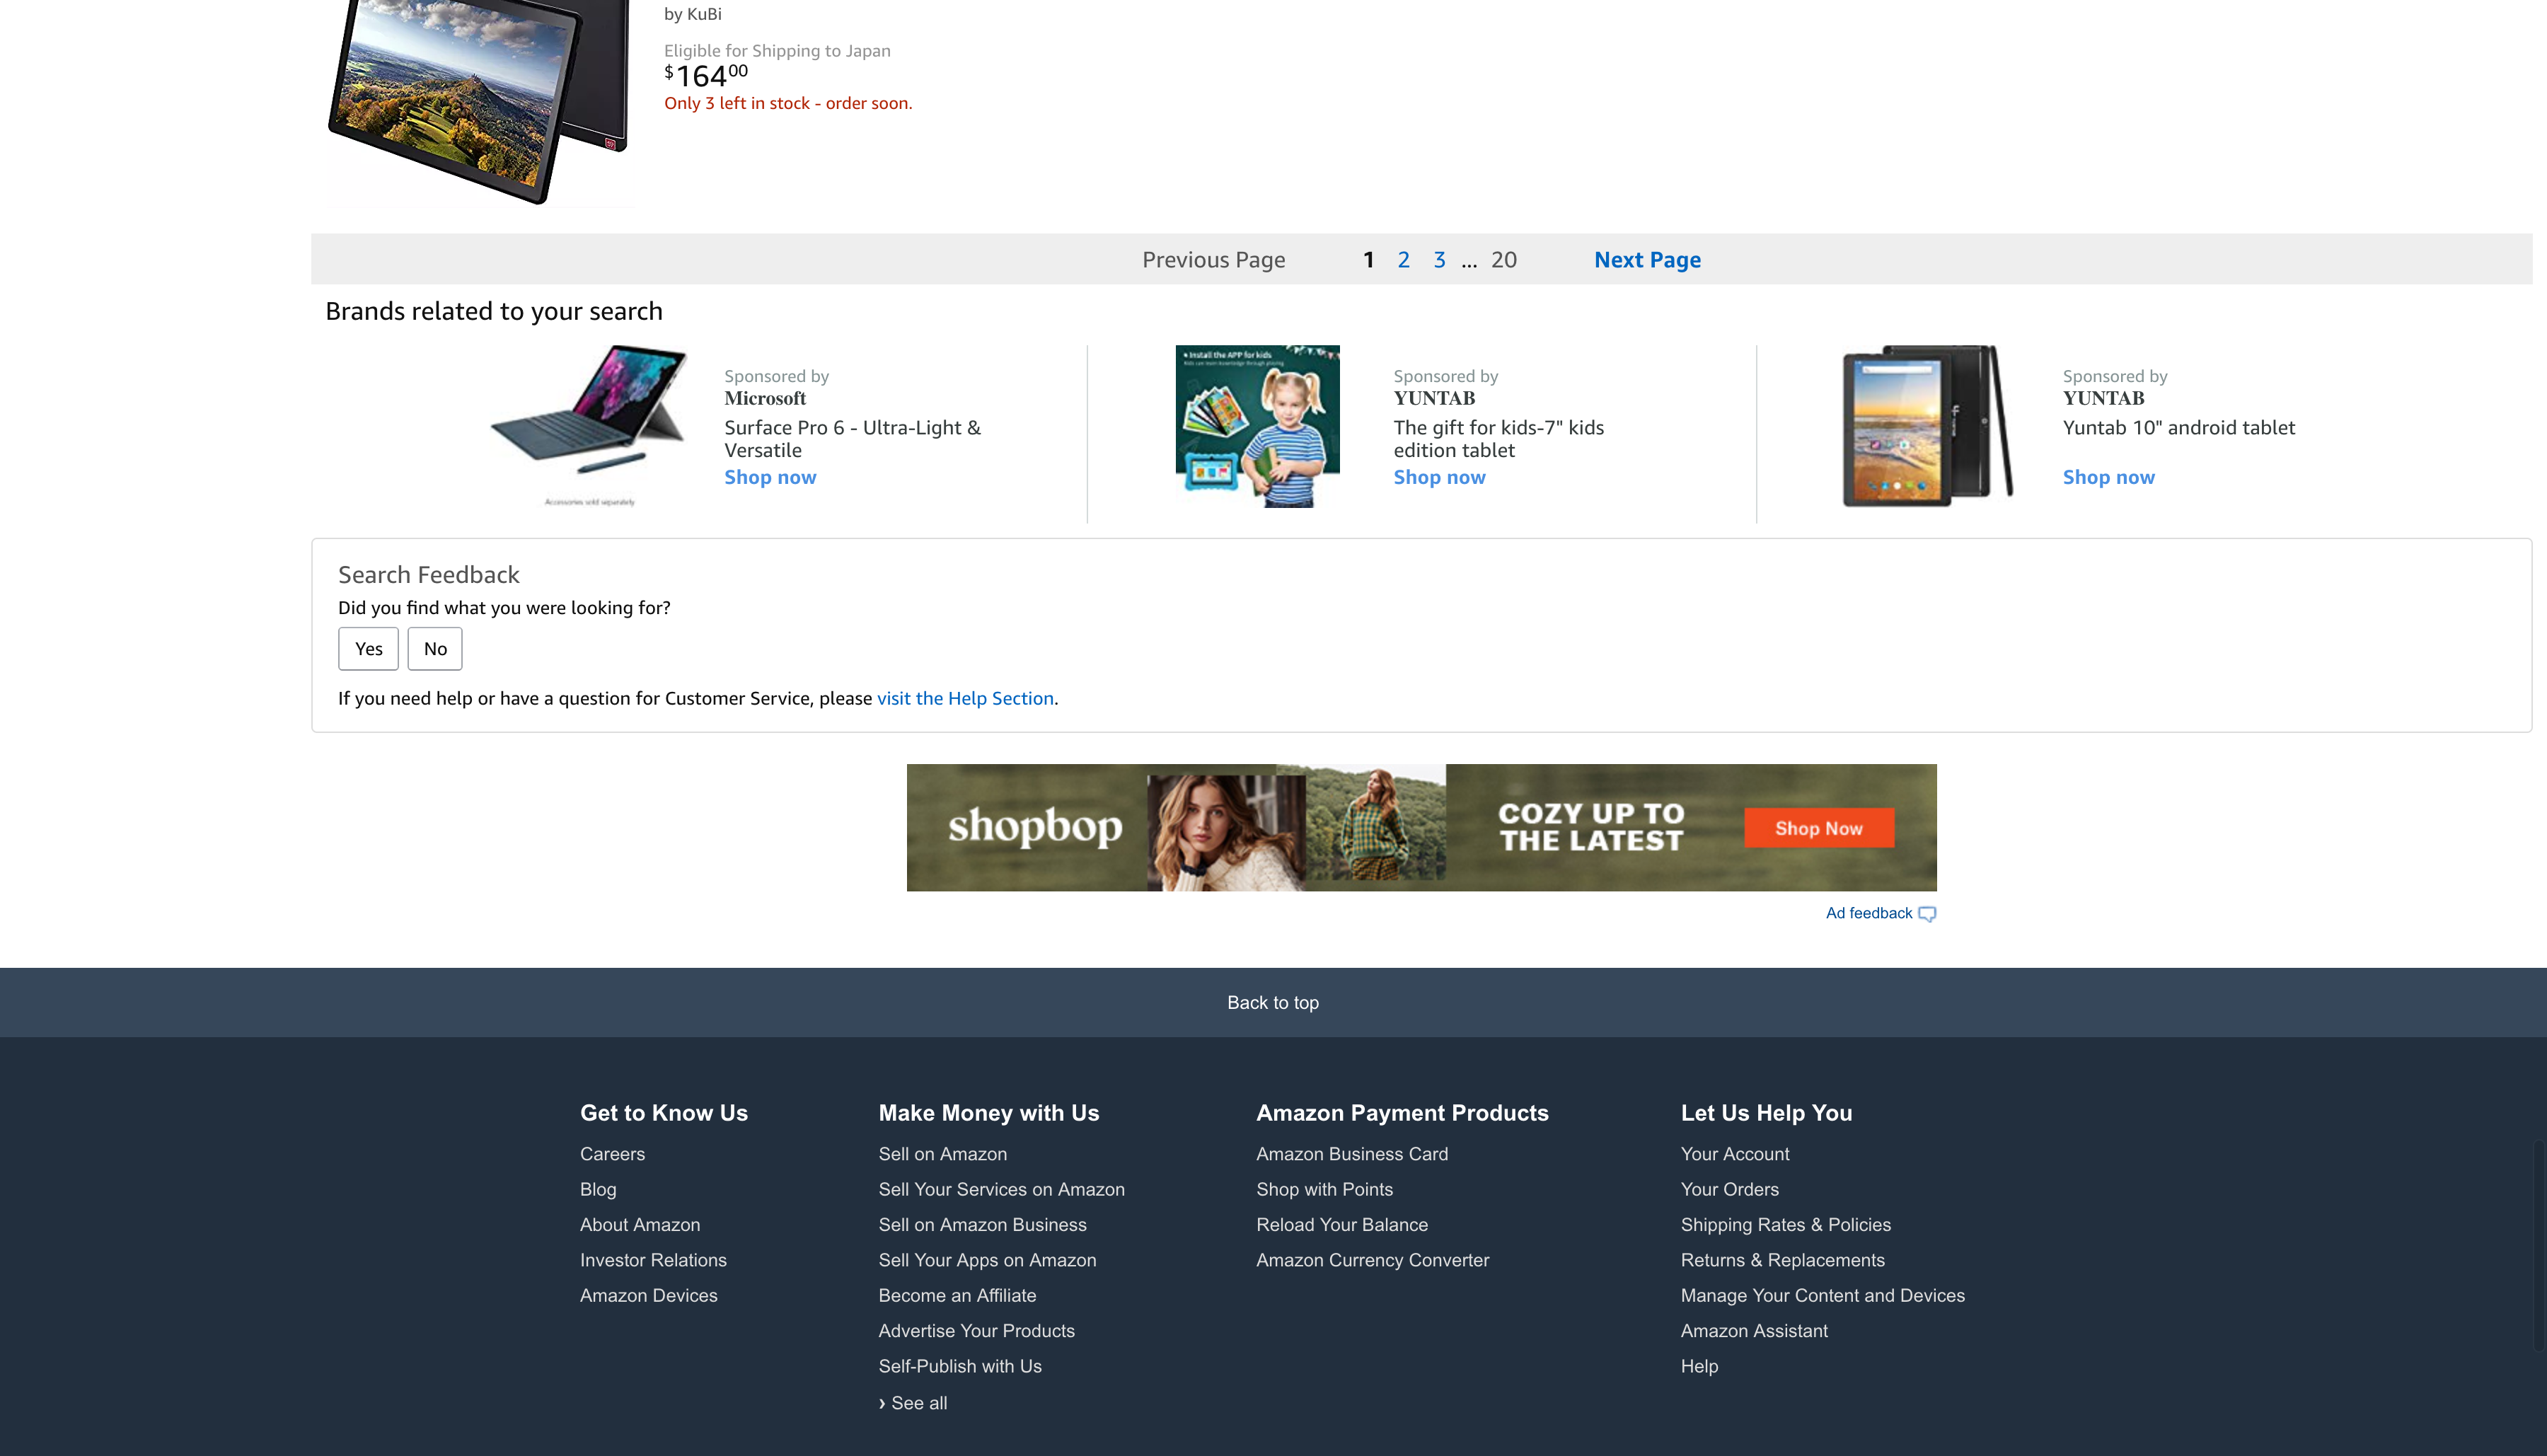 by KuBi
Eligible for Shipping to Japan
$164 00
Only 3 left in stock - order soon.
Previous Page 1 2 3 ... 20 Next Page
Brands related to your search
Sponsored by
Microsoft
Surface Pro 6 - Ultra-Light &
Versatile
Shop now
Accessories sold separately
• Install the APP for kids
Sponsored by
YUNTAB
The gift for kids-7" kids
edition tablet
Shop now
Sponsored by
YUNTAB
Yuntab 10" android tablet
Shop now
Search Feedback
Did you find what you were looking for?
Yes No
If you need help or have a question for Customer Service, please visit the Help Section.
shopbop
COZY UP TO
THE LATEST
Shop Now
Ad feedback
Back to top
Get to Know Us
Careers
Blog
About Amazon
Investor Relations
Amazon Devices
Make Money with Us
Sell on Amazon
Sell Your Services on Amazon
Sell on Amazon Business
Sell Your Apps on Amazon
Become an Affiliate
Advertise Your Products
Self-Publish with Us
› See all
Amazon Payment Products
Amazon Business Card
Shop with Points
Reload Your Balance
Amazon Currency Converter
Let Us Help You
Your Account
Your Orders
Shipping Rates & Policies
Returns & Replacements
Manage Your Content and Devices
Amazon Assistant
Help